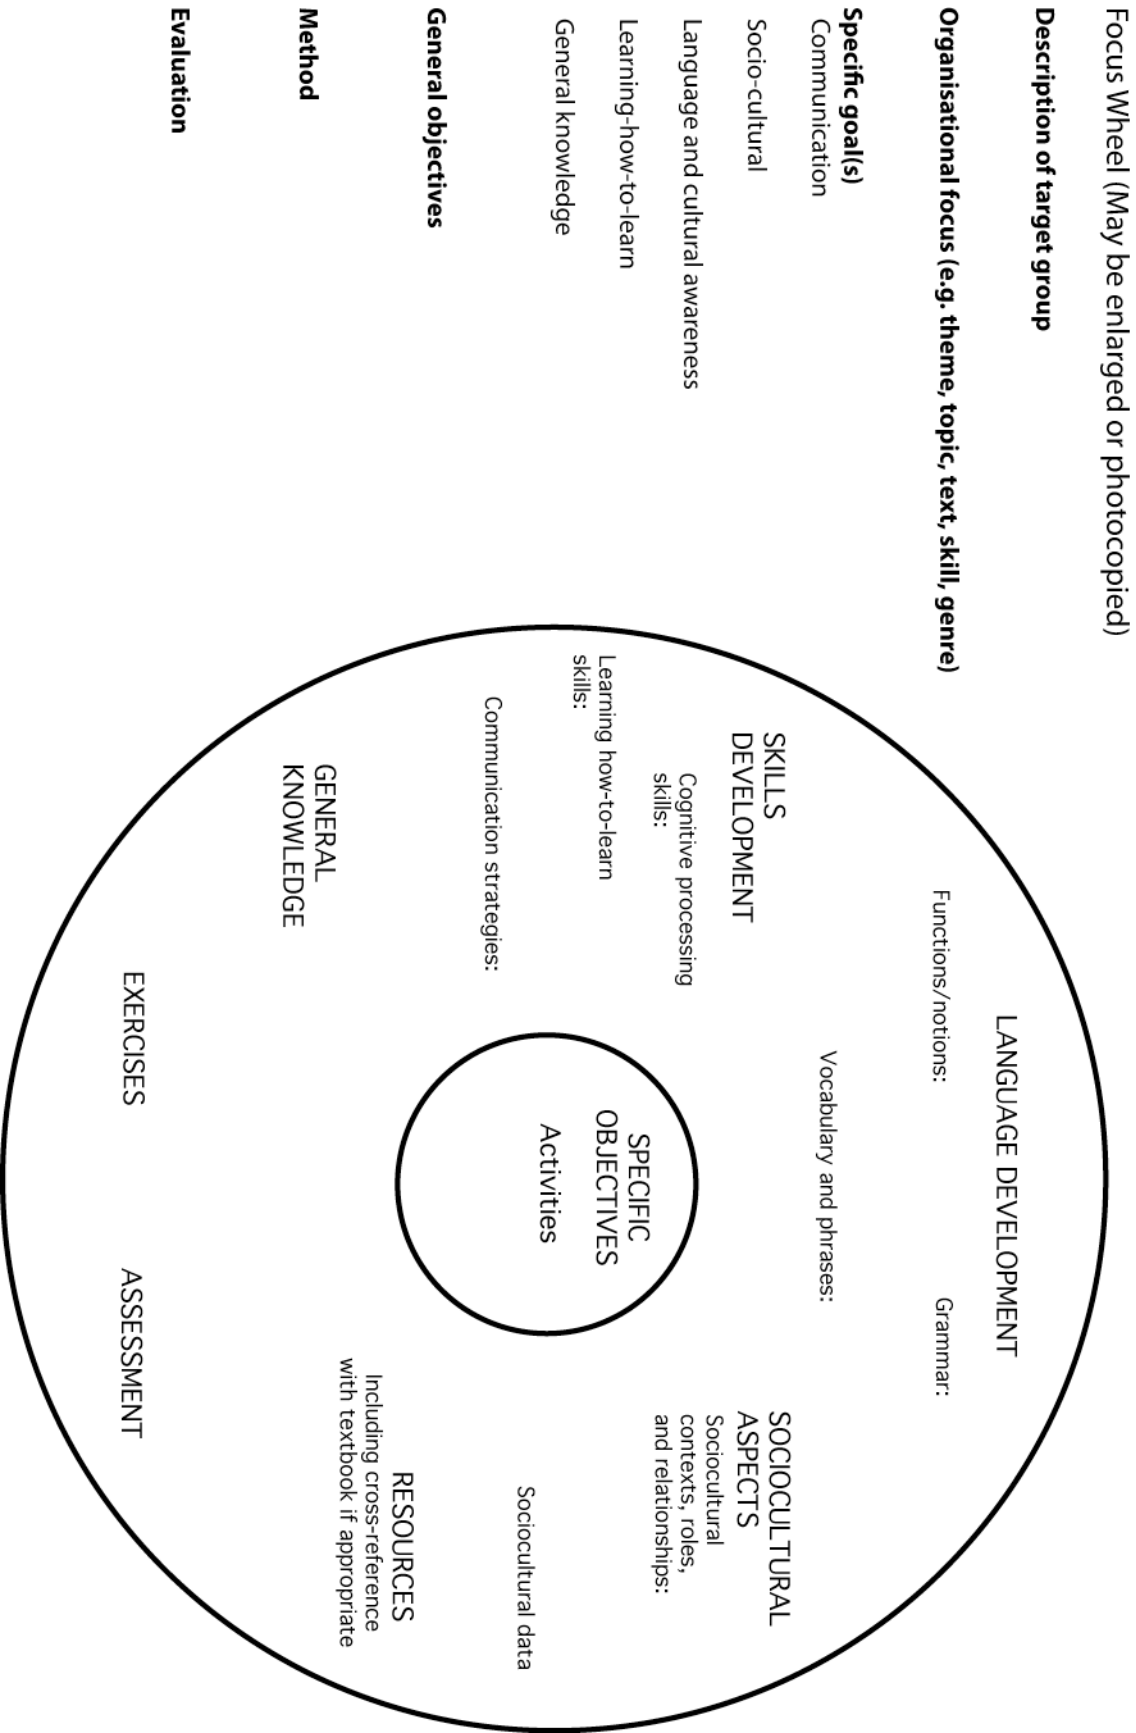 Focus Wheel (May be enlarged or photocopied)
Description of target group
Organisational focus (e.g. theme, topic, text, skill, genre)
Specific goal(s)
Communication
Socio-cultural
Language and cultural awareness
Learning-how-to-learn
General knowledge
General objectives
Method
Evaluation
LANGUAGE DEVELOPMENT
Functions/notions:
Grammar:
Vocabulary and phrases:
SKILLS
DEVELOPMENT
Cognitive processing
skills:
Learning how-to-learn
skills:
Communication strategies:
SOCIOCULTURAL
ASPECTS
Sociocultural
contexts, roles,
and relationships:
Sociocultural data
SPECIFIC
OBJECTIVES
Activities
GENERAL
KNOWLEDGE
RESOURCES
Including cross-reference
with textbook if appropriate
EXERCISES
ASSESSMENT